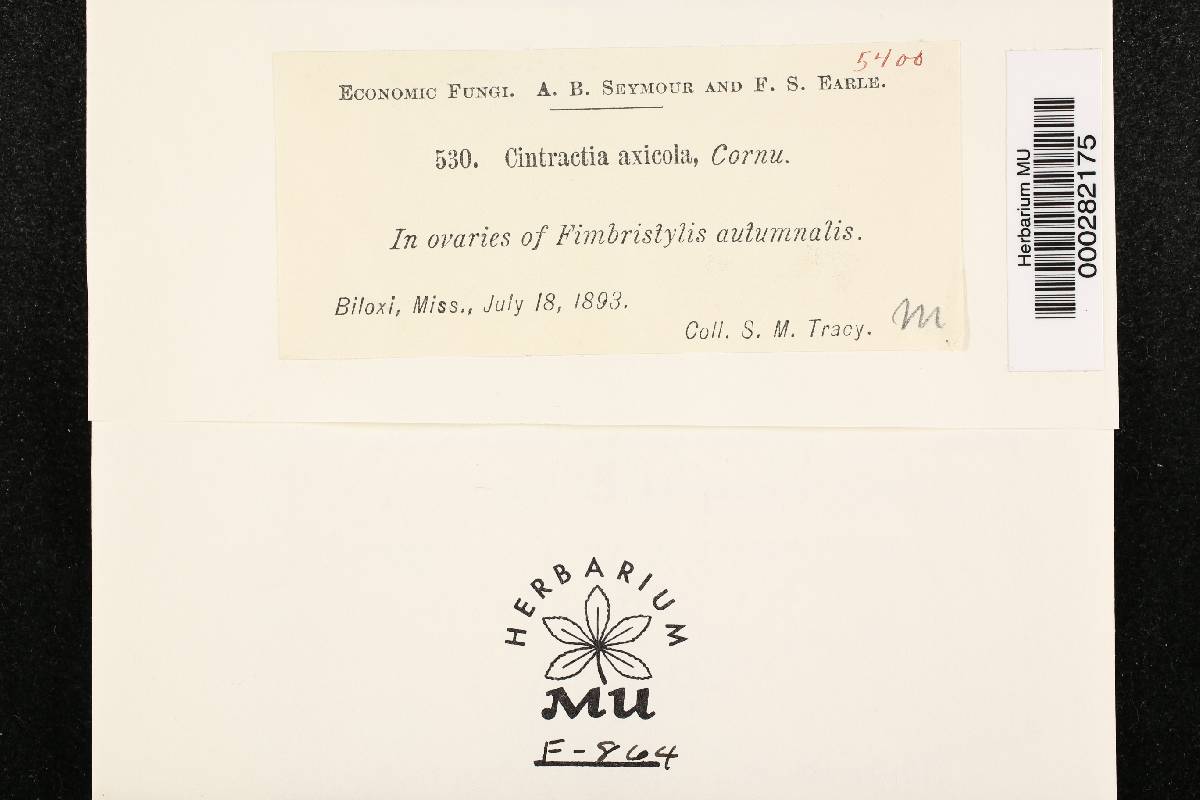 5400
ECONOMIC FUNGI. A. B. SEYMOUR AND F. S. EARLE.
530. Cintractia axicola, Cornu.
In ovaries of Fimbristylis autumnalis.
Biloxi, Miss., July 18, 1893.
Coll. S. M. Tracy.
m
Herbarium MU
000282175
HERBARIUM
MU
F-864